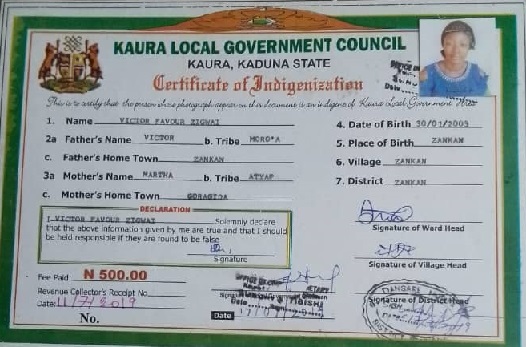 KAURA LOCAL GOVERNMENT COUNCIL
KAURA, KADUNA STATE
Certificate of Indigenization
This is to certify that the person whose photograph appears on this document is an indigene of Kaura Local Government
1. Name VICTOR FAVOUR ZIGWAI
2a Father's Name VICTOR b. Tribe MORO'A
c. Father's Home Town ZANKAN
3a Mother's Name MARTHA b. Tribe ATYAP
c. Mother's Home Town
4. Date of Birth
5. Place of Birth ZANKAN
6. Village ZANKAN
7. District ZANKAN
DECLARATION
I VICTOR FAVOUR ZIGWAI Solemnly declare
that the above information given by me are true and that I should
be held responsible if they are found to be false
Signature
Signature of Ward Head
Signature of Village Head
Signature of District Head
Fee Paid N 500.00
Revenue Collector's Receipt No.
Date: 11/7/2019
No.
Date